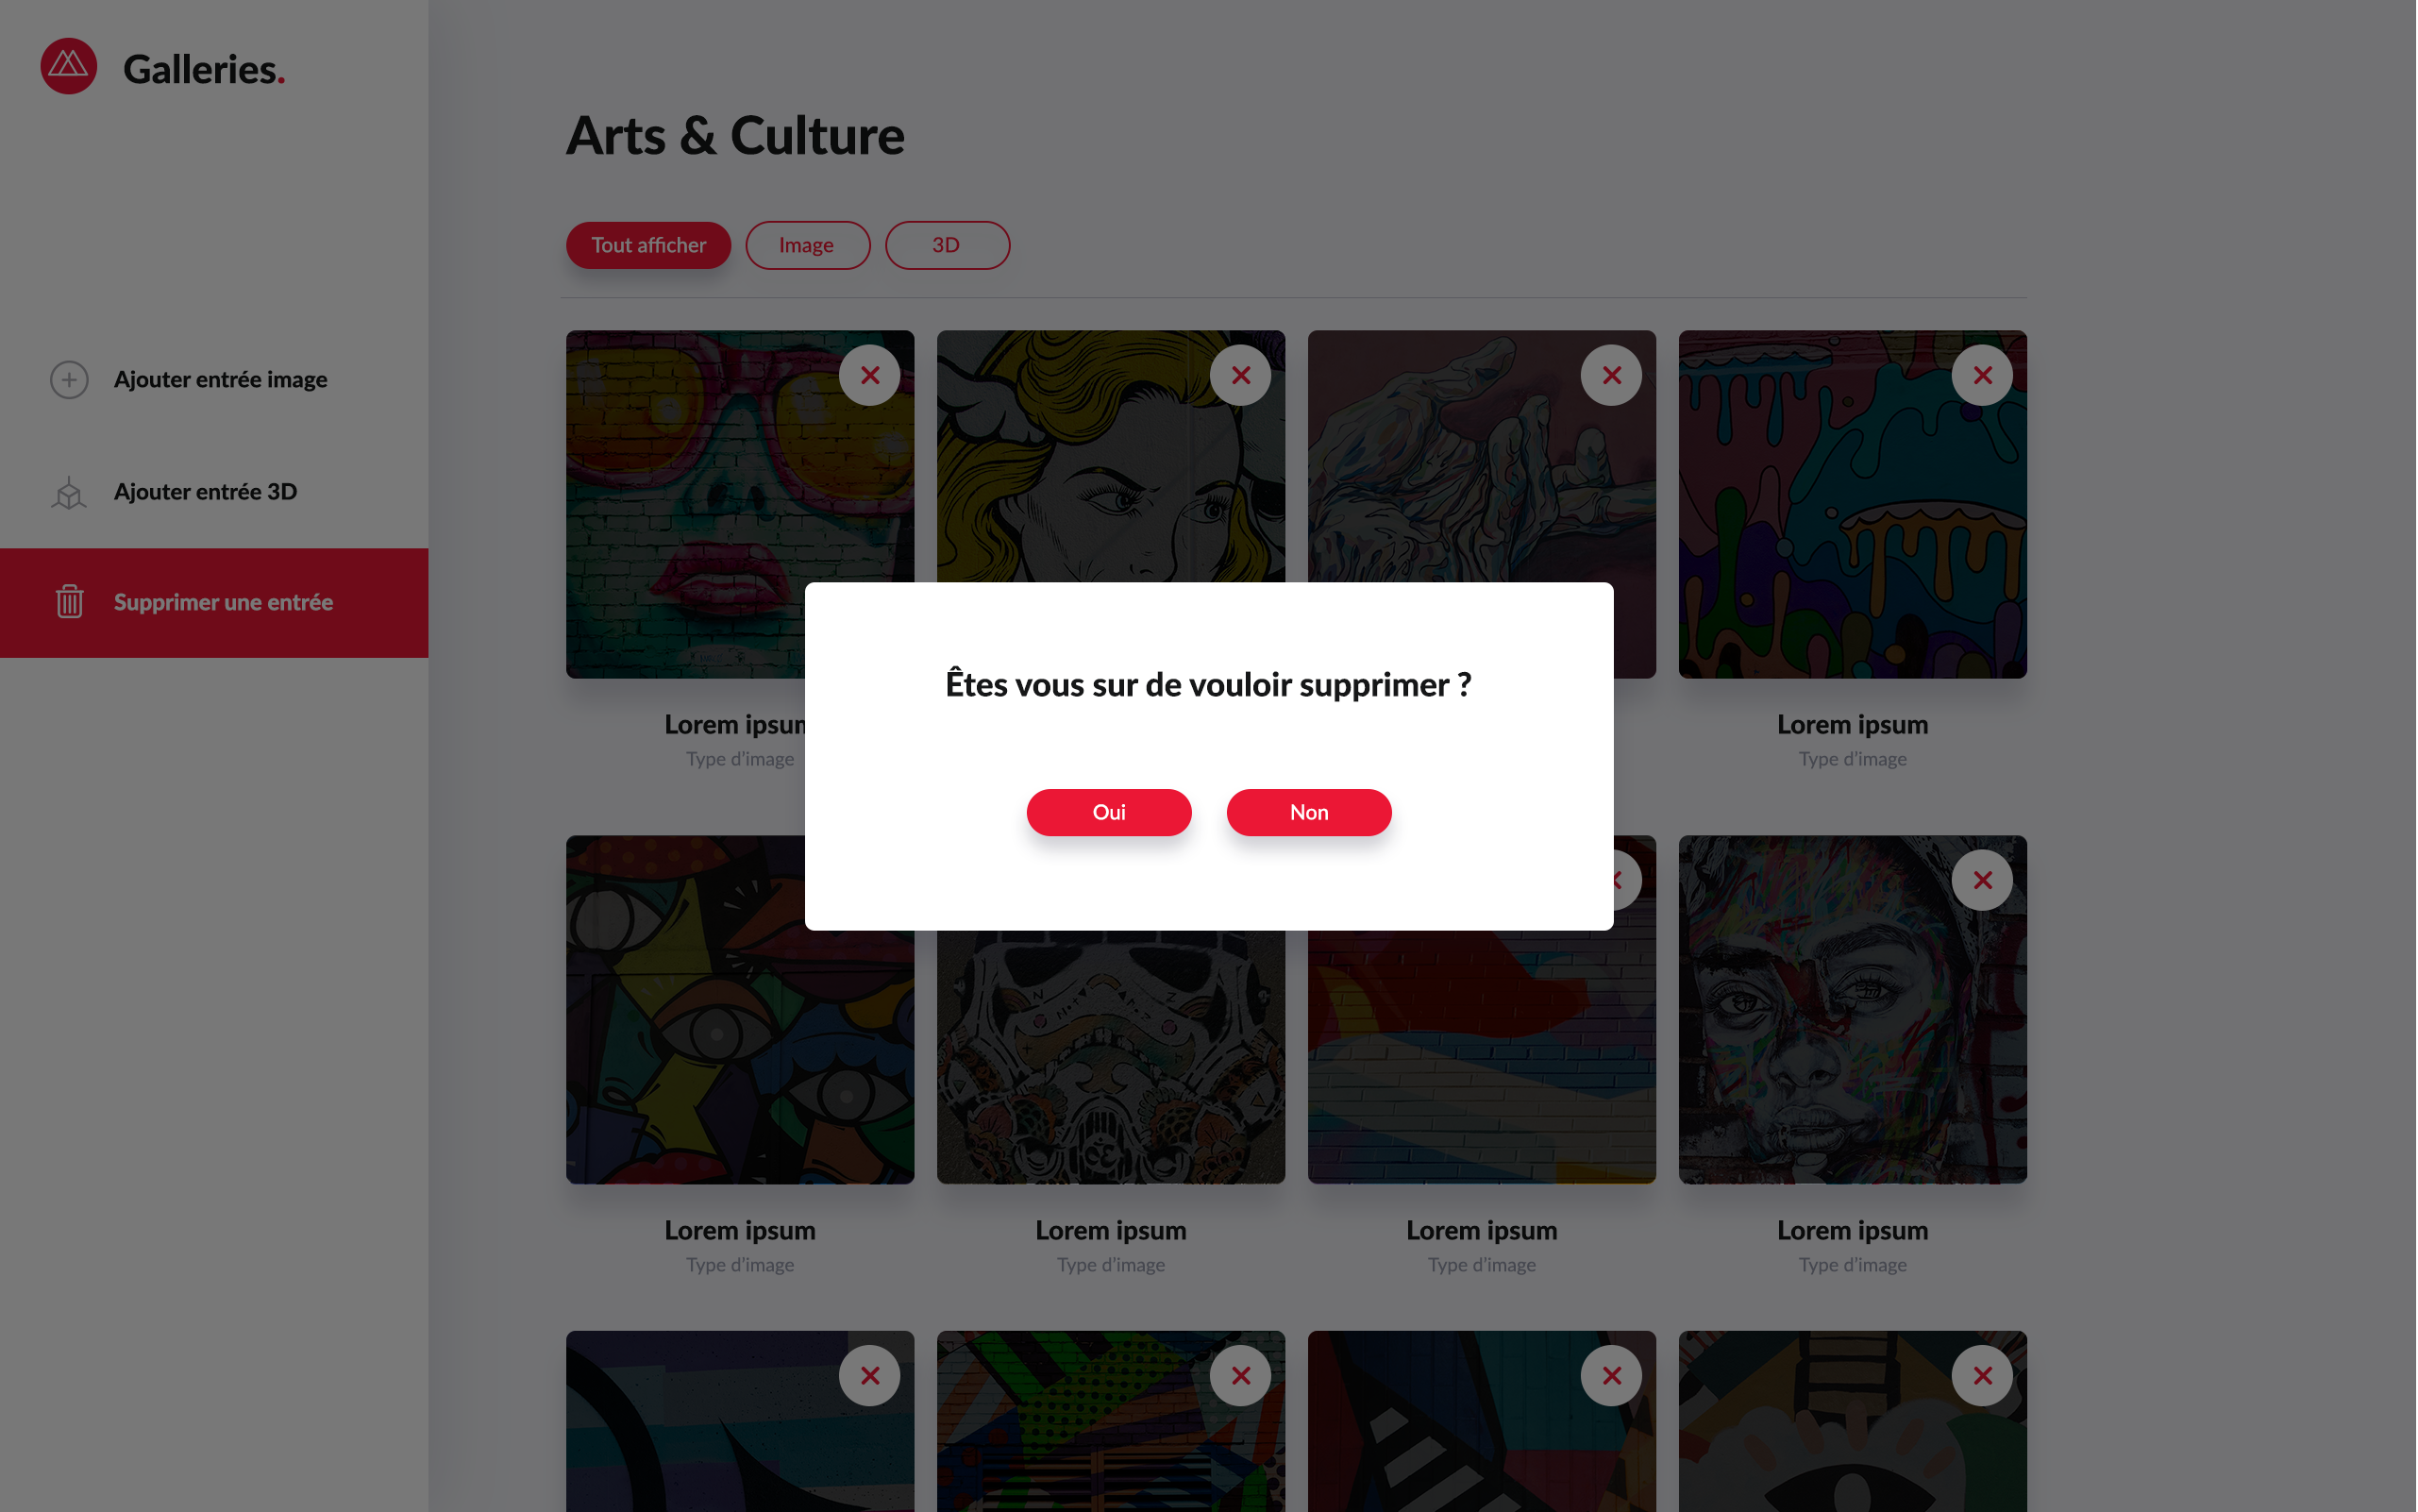 Galleries.
Arts & Culture
Tout afficher
Image
3D
Ajouter entrée image
Ajouter entrée 3D
Supprimer une entrée
Êtes vous sur de vouloir supprimer ?
Oui
Non
Lorem ipsum
Type d'image
Lorem ipsum
Type d'image
Lorem ipsum
Type d'image
Lorem ipsum
Type d'image
Lorem ipsum
Type d'image
Lorem ipsum
Type d'image